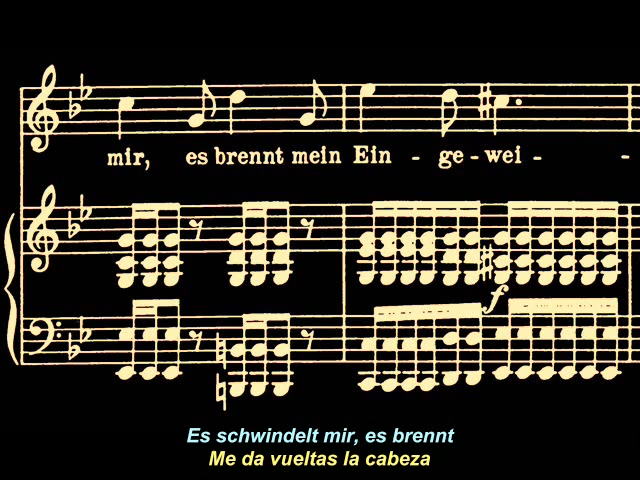 mir, es brennt mein Ein - ge - wei - -
f
Es schwindelt mir, es brennt
Me da vueltas la cabeza